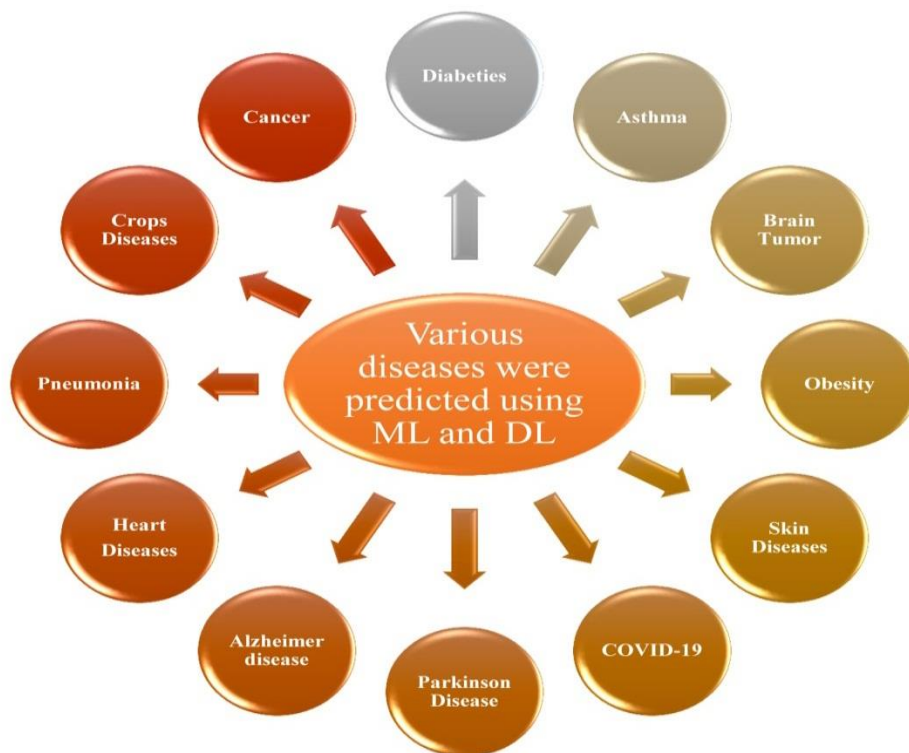 Diabeties
Asthma
Brain
Tumor
Obesity
Skin
Diseases
COVID-19
Parkinson
Disease
Alzheimer
disease
Heart
Diseases
Pneumonia
Crops
Diseases
Cancer
Various
diseases were
predicted using
ML and DL